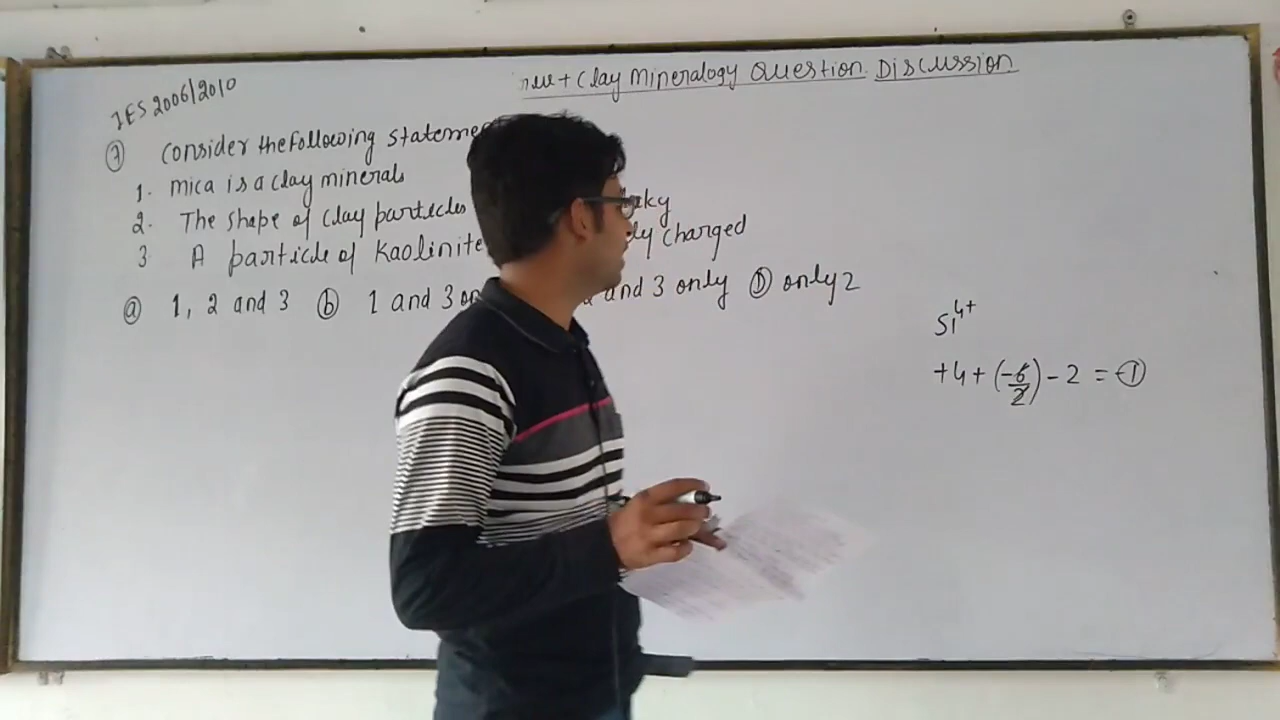 + Clay Mineralogy Question Discussion
IES 2006/2010
7 Consider the Following
1. Mica is a clay minerals
2. The shape of clay particles
3 A particle of Kaolinite charged
a 1, 2 and 3 b 1 and 3 and 3 only D only 2
Si4+
+4 + (-6/2) - 2 = -1